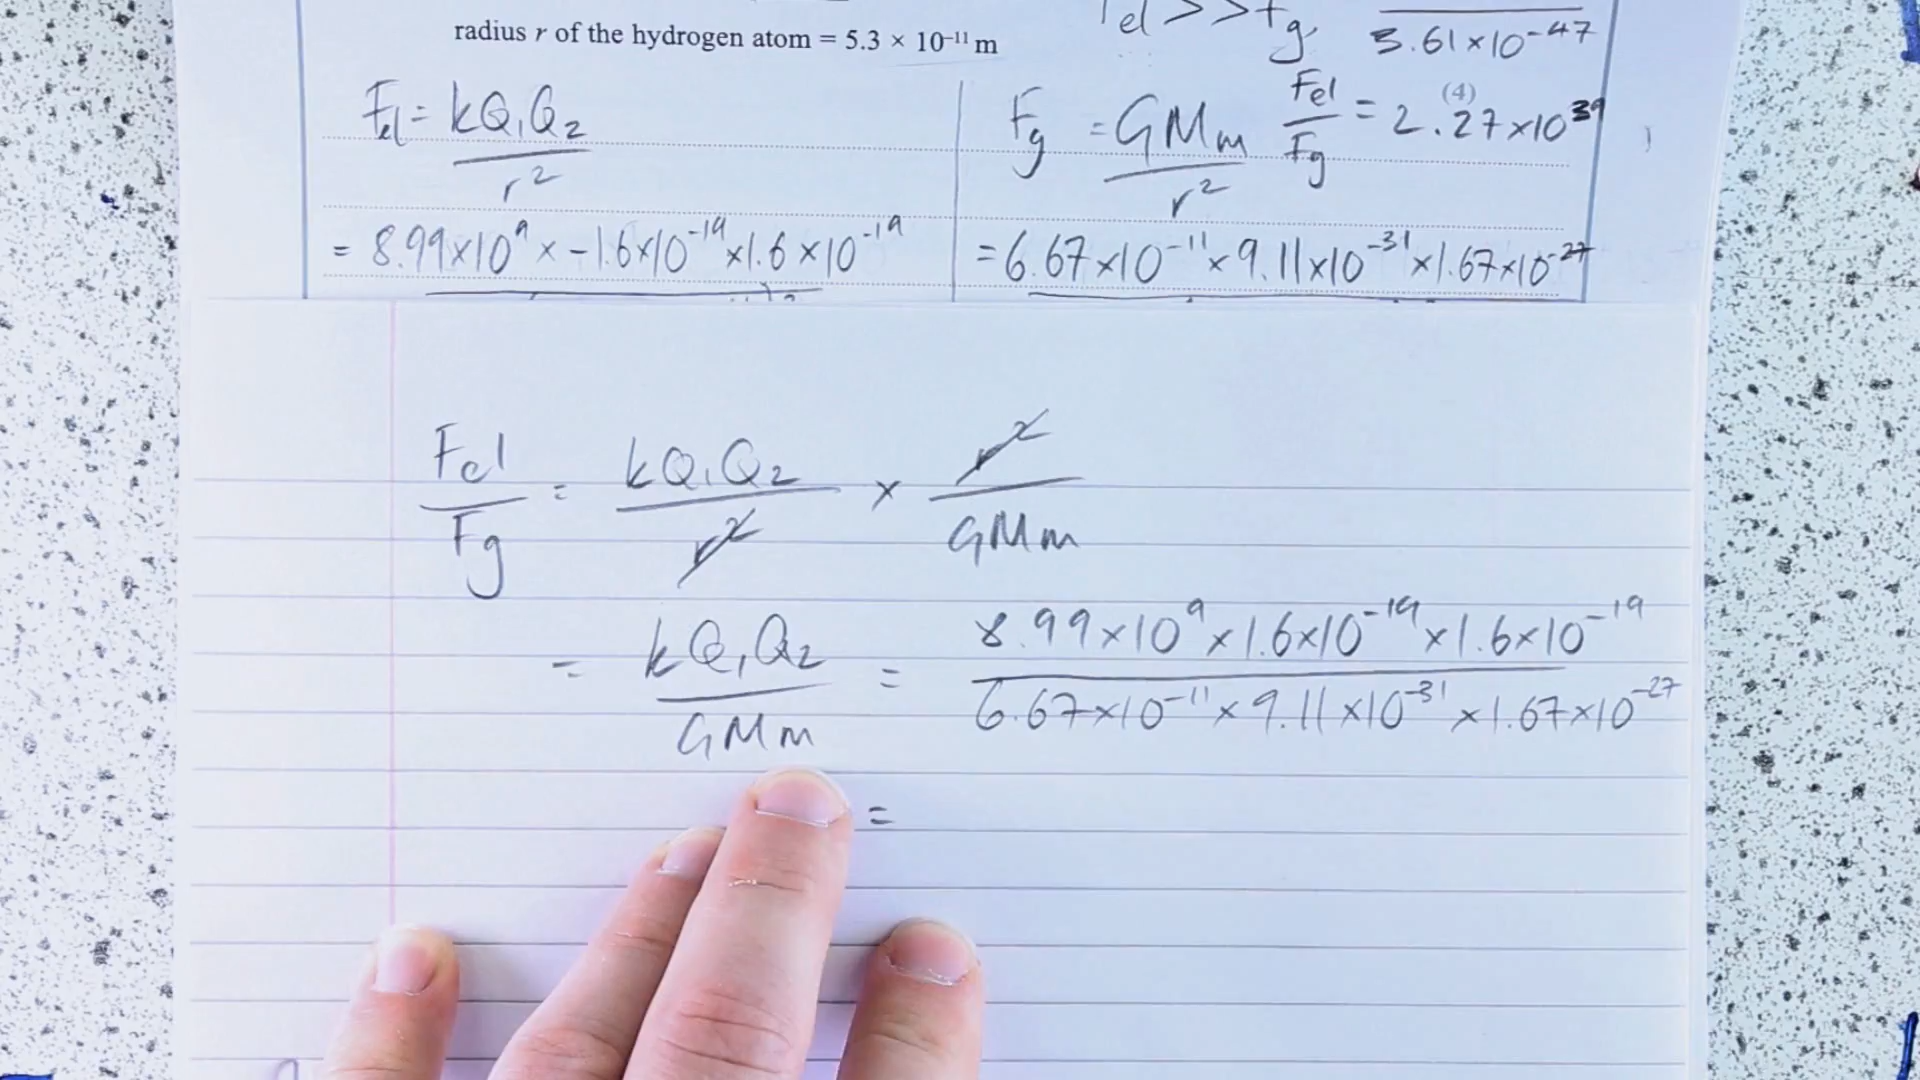 radius r of the hydrogen atom = 5.3 × 10⁻¹¹ m
Fel >> Fg
3.61×10⁻⁴⁷
(4)
Fel = kQ₁Q₂ / r²
Fg = GMm / r²
Fel / Fg = 2.27×10³⁹
= 8.99×10⁹ × -1.6×10⁻¹⁹ × 1.6×10⁻¹⁹
= 6.67×10⁻¹¹ × 9.11×10⁻³¹ × 1.67×10⁻²⁷
Fel / Fg = kQ₁Q₂ / r² × r² / GMm
= kQ₁Q₂ / GMm = 8.99×10⁹ × 1.6×10⁻¹⁹ × 1.6×10⁻¹⁹ / 6.67×10⁻¹¹ × 9.11×10⁻³¹ × 1.67×10⁻²⁷
=